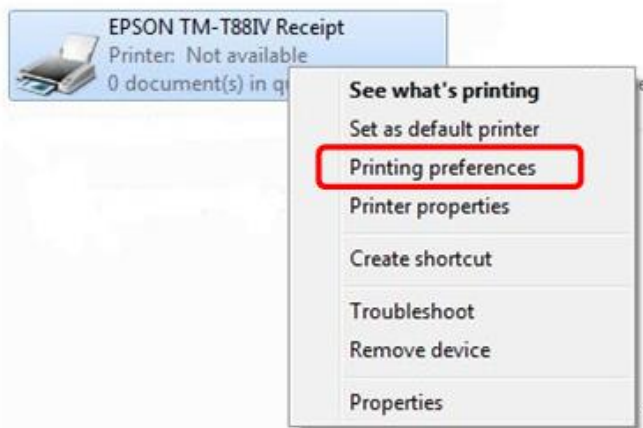 EPSON TM-T88IV Receipt
Printer: Not available
0 document(s) in
See what's printing
Set as default printer
Printing preferences
Printer properties
Create shortcut
Troubleshoot
Remove device
Properties